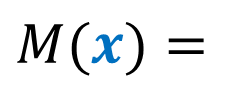 M(x) =